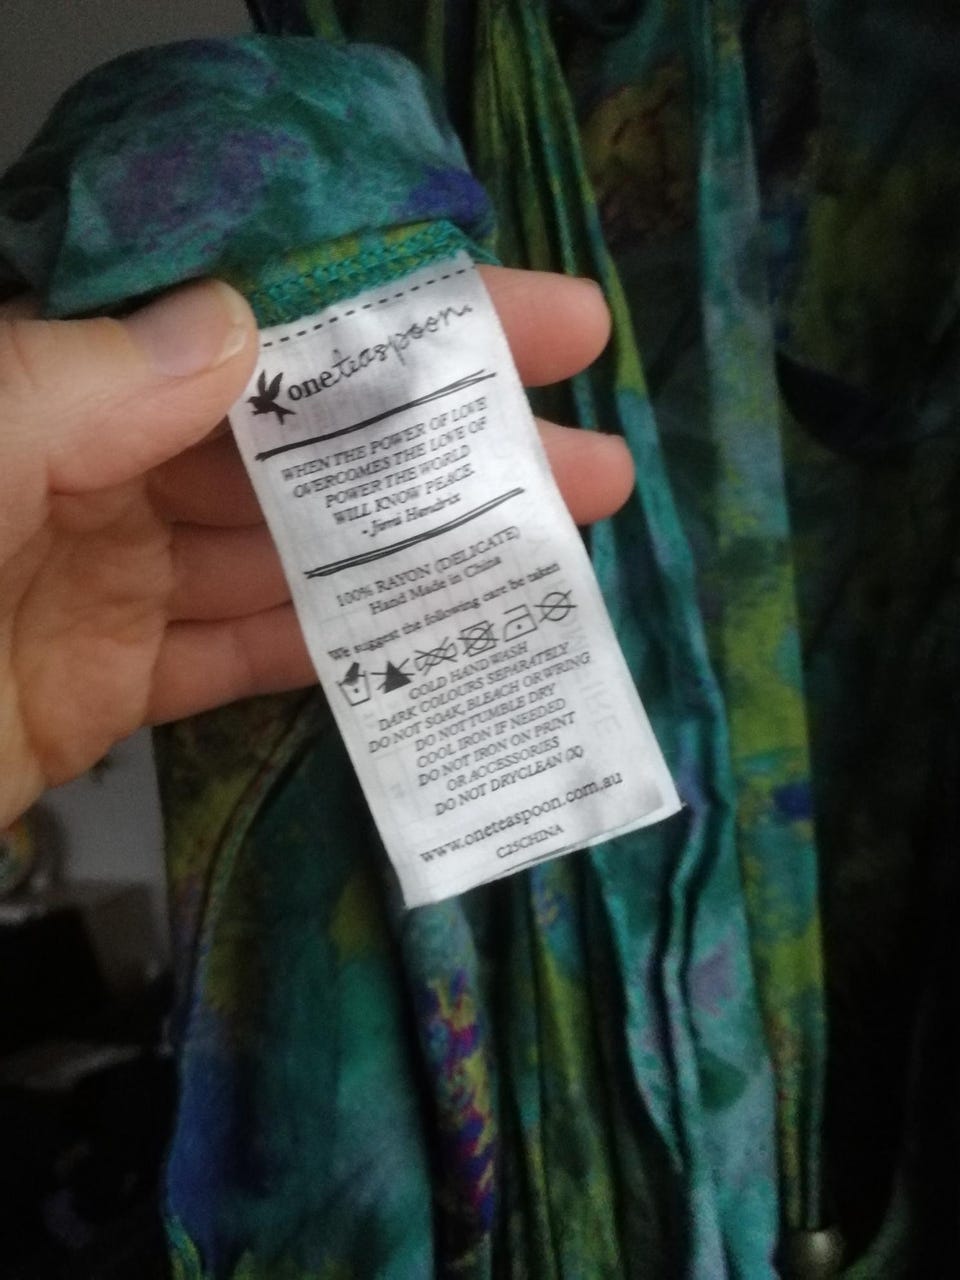 oneteaspoon.
WHEN THE POWER OF LOVE
OVERCOMES THE LOVE OF
POWER THE WORLD
WILL KNOW PEACE.
- Jimi Hendrix
100% RAYON (DELICATE)
Hand Made in China
We suggest the following care be taken
COLD HAND WASH
DARK COLOURS SEPARATELY
DO NOT SOAK, BLEACH OR WRING
DO NOT TUMBLE DRY
COOL IRON IF NEEDED
DO NOT IRON ON PRINT
OR ACCESSORIES
DO NOT DRYCLEAN (X)
www.oneteaspoon.com.au
C25CHINA